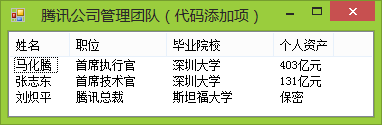 腾讯公司管理团队（代码添加项）
姓名 职位 毕业院校 个人资产
马化腾 首席执行官 深圳大学 403亿元
张志东 首席技术官 深圳大学 131亿元
刘炽平 腾讯总裁 斯坦福大学 保密